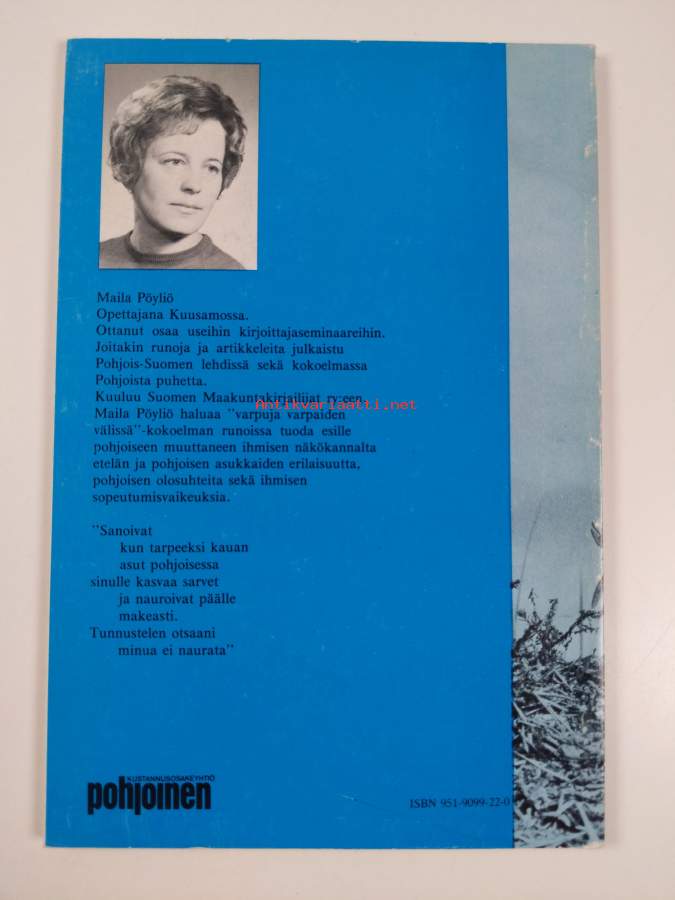 Maila Pöyliö
Opettajana Kuusamossa.
Ottanut osaa useihin kirjoittajaseminaareihin.
Joitakin runoja ja artikkeleita julkaistu
Pohjois-Suomen lehdissä sekä kokoelmassa
Pohjoista puhetta.
Kuuluu Suomen Maakuntakirjailijat ry:een.
Antikvariaatti.net
Maila Pöyliö haluaa "varpuja varpaiden
välissä"-kokoelman runoissa tuoda esille
pohjoiseen muuttaneen ihmisen näkökannalta
etelän ja pohjoisen asukkaiden erilaisuutta,
pohjoisen olosuhteita sekä ihmisen
sopeutumisvaikeuksia.
"Sanoivat
kun tarpeeksi kauan
asut pohjoisessa
sinulle kasvaa sarvet
ja nauroivat päälle
makeasti.
Tunnustelen otsaani
minua ei naurata"
KUSTANNUSOSAKEYHTIÖ
pohjoinen
ISBN 951-9099-22-0